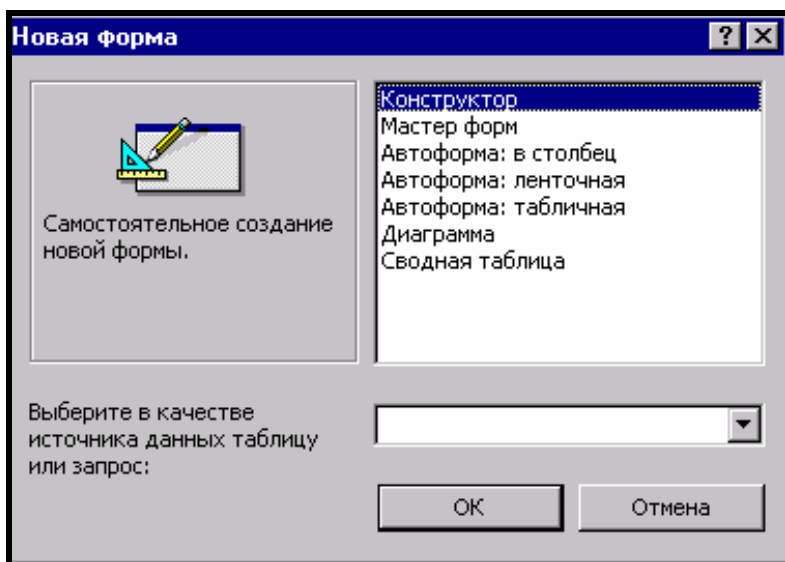 Новая форма
Конструктор
Мастер форм
Автоформа: в столбец
Автоформа: ленточная
Автоформа: табличная
Диаграмма
Сводная таблица
Самостоятельное создание
новой формы.
Выберите в качестве
источника данных таблицу
или запрос:
ОК
Отмена